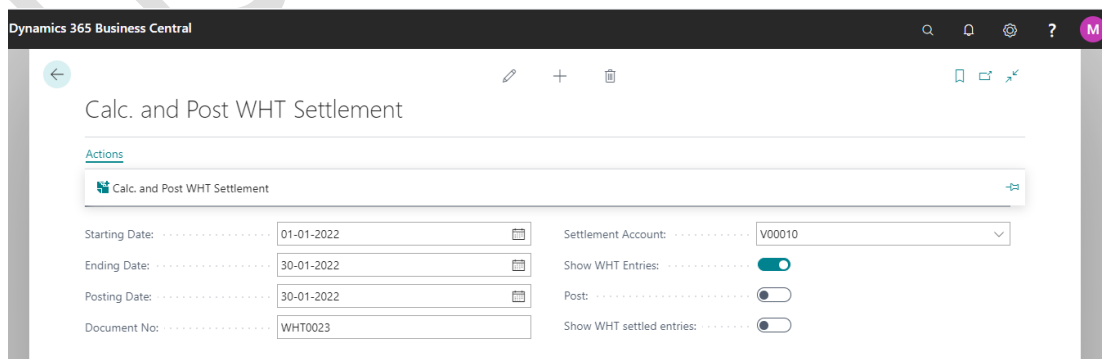 Dynamics 365 Business Central
? M
Calc. and Post WHT Settlement
Actions
Calc. and Post WHT Settlement
Starting Date: 01-01-2022
Settlement Account: V00010
Ending Date: 30-01-2022
Show WHT Entries:
Posting Date: 30-01-2022
Post:
Document No: WHT0023
Show WHT settled entries: